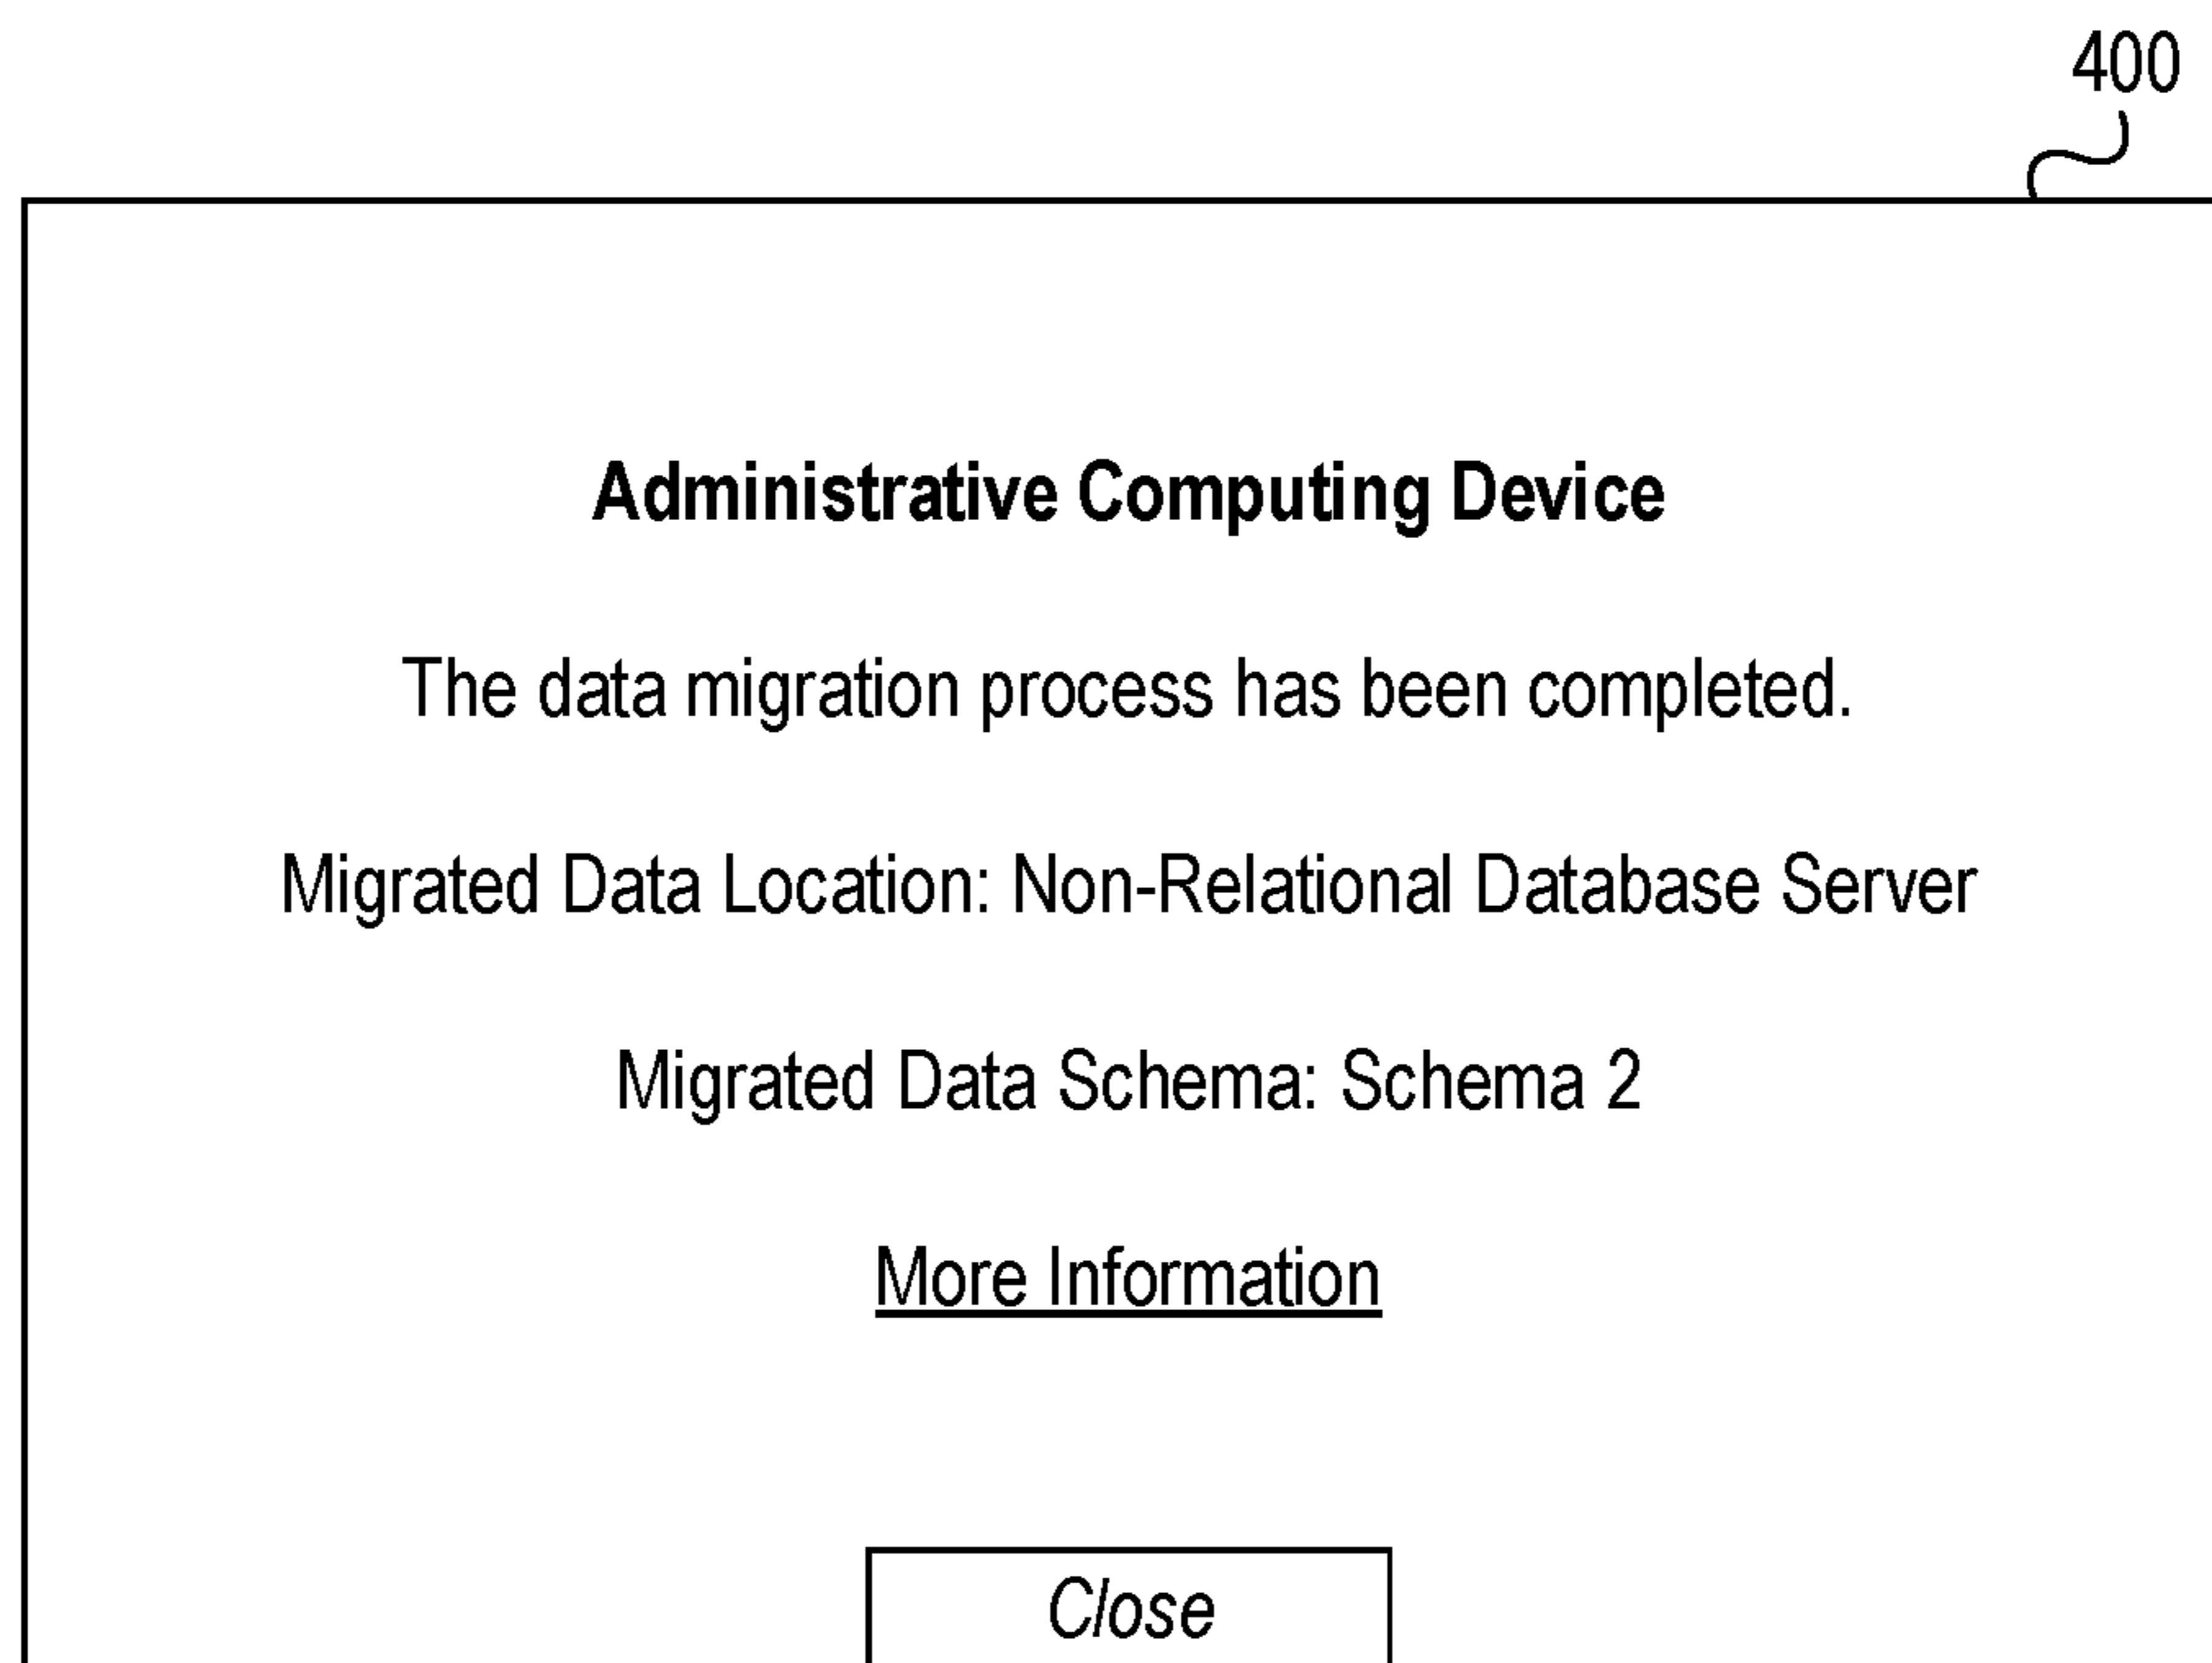 400
Administrative Computing Device
The data migration process has been completed.
Migrated Data Location: Non-Relational Database Server
Migrated Data Schema: Schema 2
More Information
Close